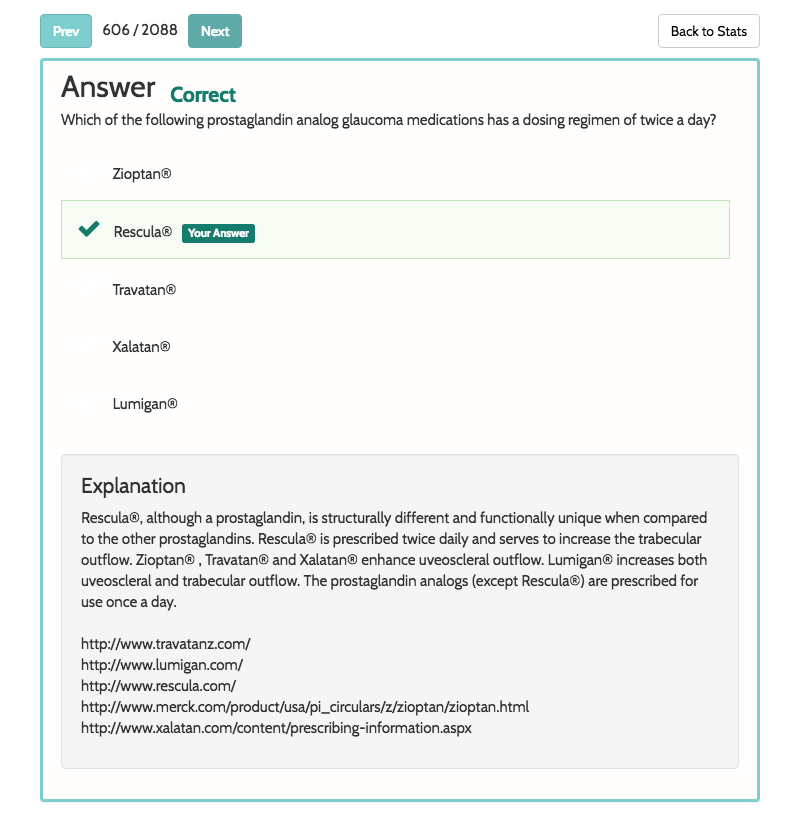 Prev 606 / 2088 Next Back to Stats
Answer Correct
Which of the following prostaglandin analog glaucoma medications has a dosing regimen of twice a day?
Zioptan®
Rescula® Your Answer
Travatan®
Xalatan®
Lumigan®
Explanation
Rescula®, although a prostaglandin, is structurally different and functionally unique when compared
to the other prostaglandins. Rescula® is prescribed twice daily and serves to increase the trabecular
outflow. Zioptan® , Travatan® and Xalatan® enhance uveoscleral outflow. Lumigan® increases both
uveoscleral and trabecular outflow. The prostaglandin analogs (except Rescula®) are prescribed for
use once a day.
http://www.travatanz.com/
http://www.lumigan.com/
http://www.rescula.com/
http://www.merck.com/product/usa/pi_circulars/z/zioptan/zioptan.html
http://www.xalatan.com/content/prescribing-information.aspx